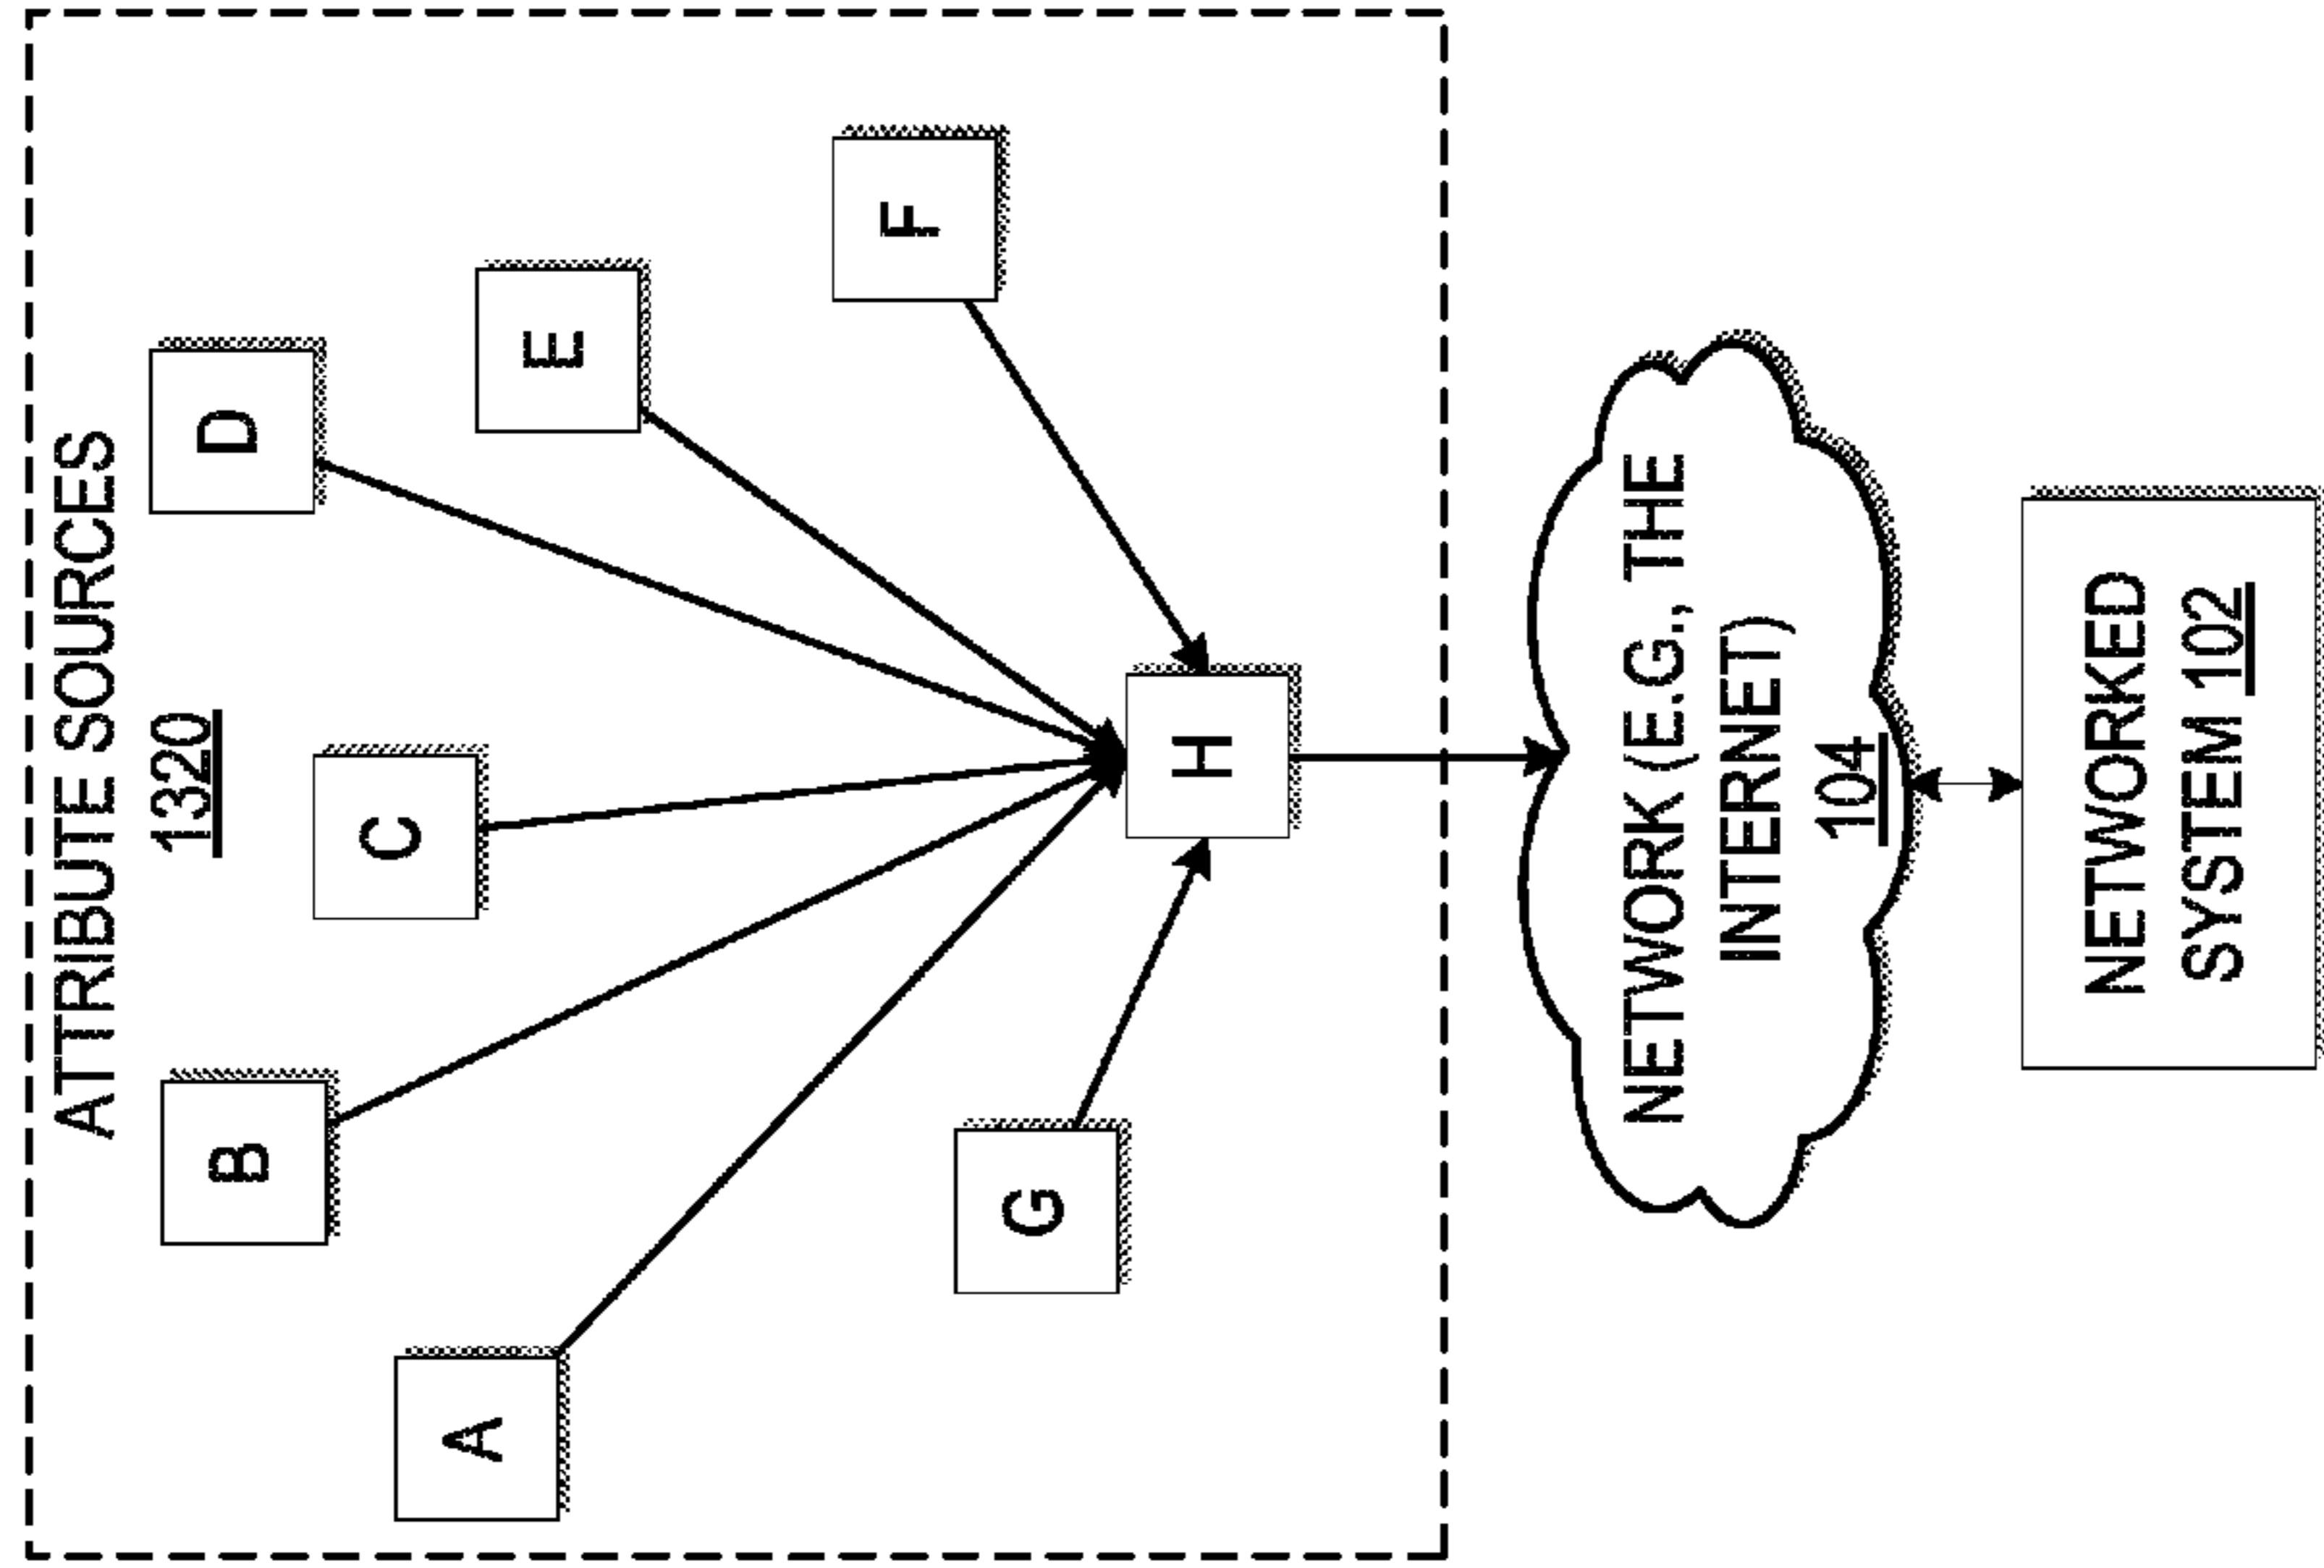 ATTRIBUTE SOURCES
1320
A
B
C
D
E
F
G
H
NETWORK (E.G., THE
INTERNET)
104
NETWORKED
SYSTEM 102